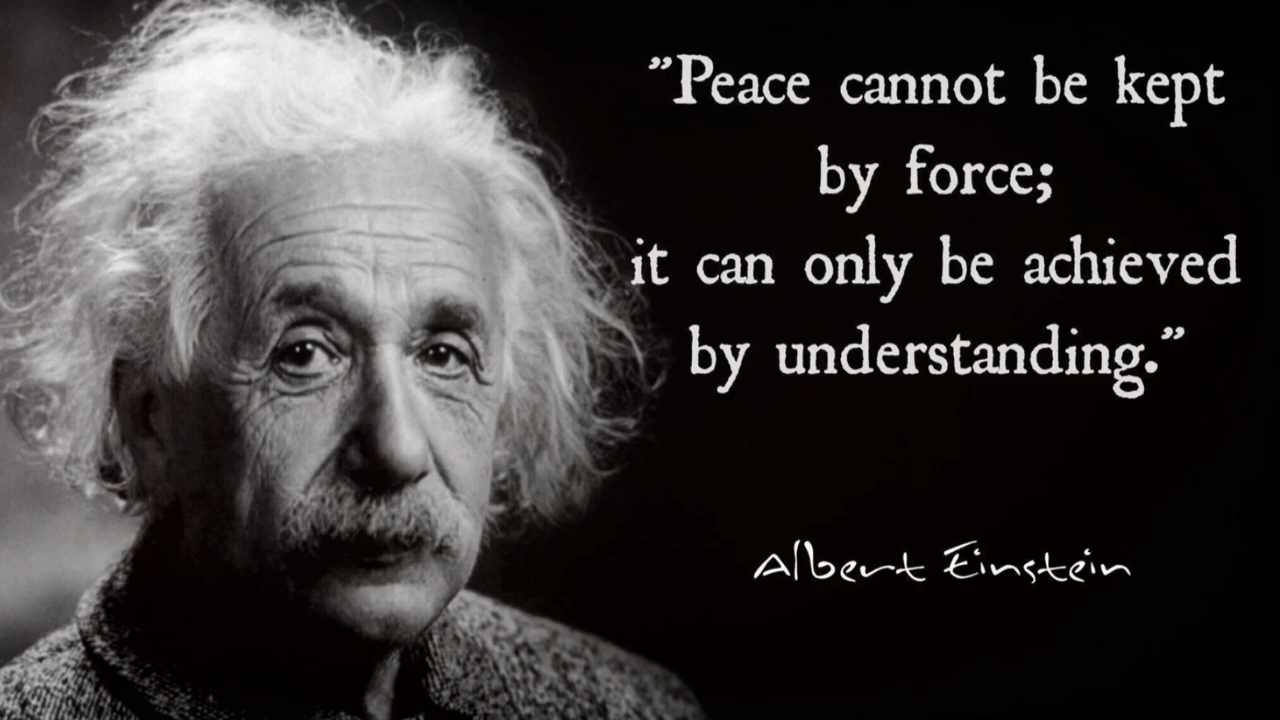 ”Peace cannot be kept
by force;
it can only be achieved
by understanding.”
Albert Einstein